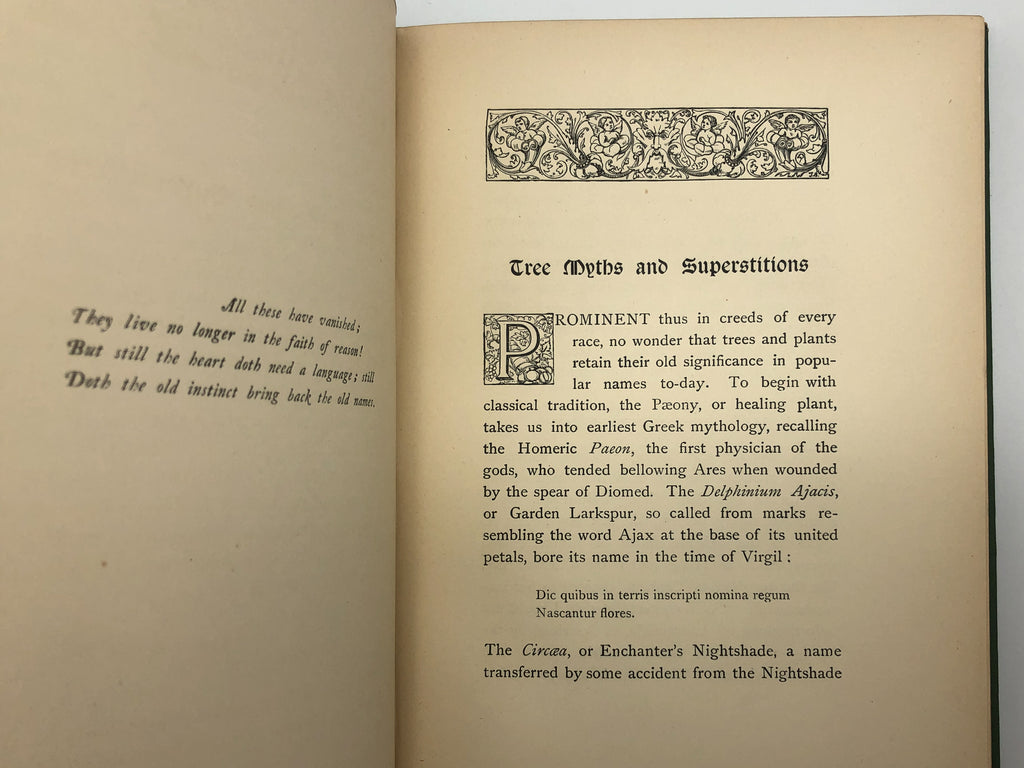 All these have vanished;
They live no longer in the faith of reason!
But still the heart doth need a language; still
Doth the old instinct bring back the old names.
Tree Myths and Superstitions
PROMINENT thus in creeds of every
race, no wonder that trees and plants
retain their old significance in popu-
lar names to-day. To begin with
classical tradition, the Pæony, or healing plant,
takes us into earliest Greek mythology, recalling
the Homeric Paeon, the first physician of the
gods, who tended bellowing Ares when wounded
by the spear of Diomed. The Delphinium Ajacis,
or Garden Larkspur, so called from marks re-
sembling the word Ajax at the base of its united
petals, bore its name in the time of Virgil:
Dic quibus in terris inscripti nomina regum
Nascantur flores.
The Circæa, or Enchanter's Nightshade, a name
transferred by some accident from the Nightshade